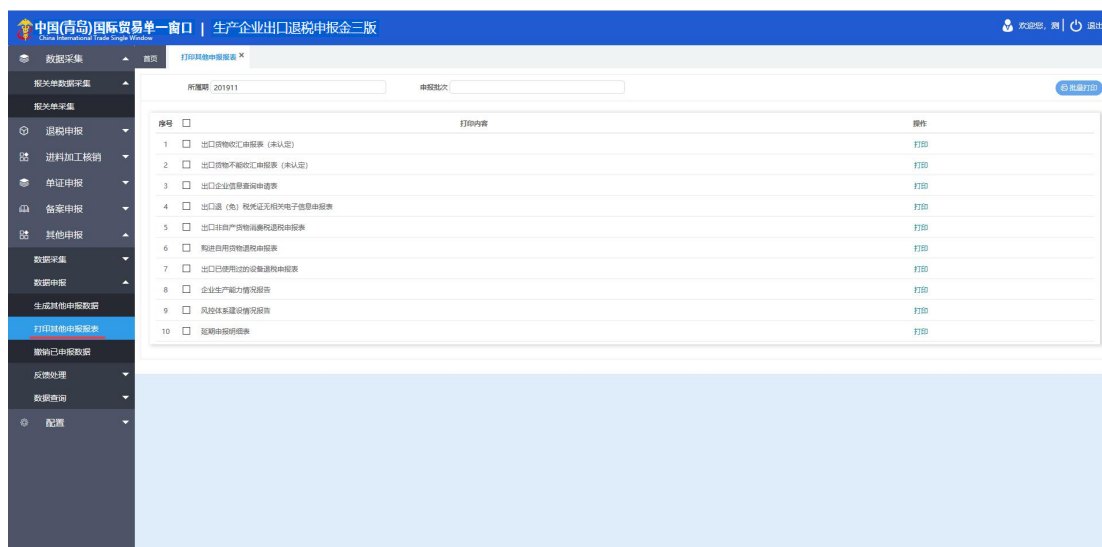 中国(青岛)国际贸易单一窗口 | 生产企业出口退税申报金三版
China International Trade Single Window
欢迎您, 测 退出
数据采集
首页 打印其他申报报表 ×
报关单数据采集
所属期 201911 申报批次 批量打印
报关单采集
序号 打印内容 操作
1 出口货物收汇申报表 (未认定) 打印
2 出口货物不能收汇申报表 (未认定) 打印
3 出口企业信息查询申请表 打印
4 出口退 (免) 税凭证无相关电子信息申报表 打印
5 出口非自产货物消费税退税申报表 打印
6 购进自用货物退税申报表 打印
7 出口已使用过的设备退税申报表 打印
8 企业生产能力情况报告 打印
9 风控体系建设情况报告 打印
10 延期申报明细表 打印
退税申报
进料加工核销
单证申报
备案申报
其他申报
数据采集
数据申报
生成其他申报数据
打印其他申报报表
撤销已申报数据
反馈处理
数据查询
配置